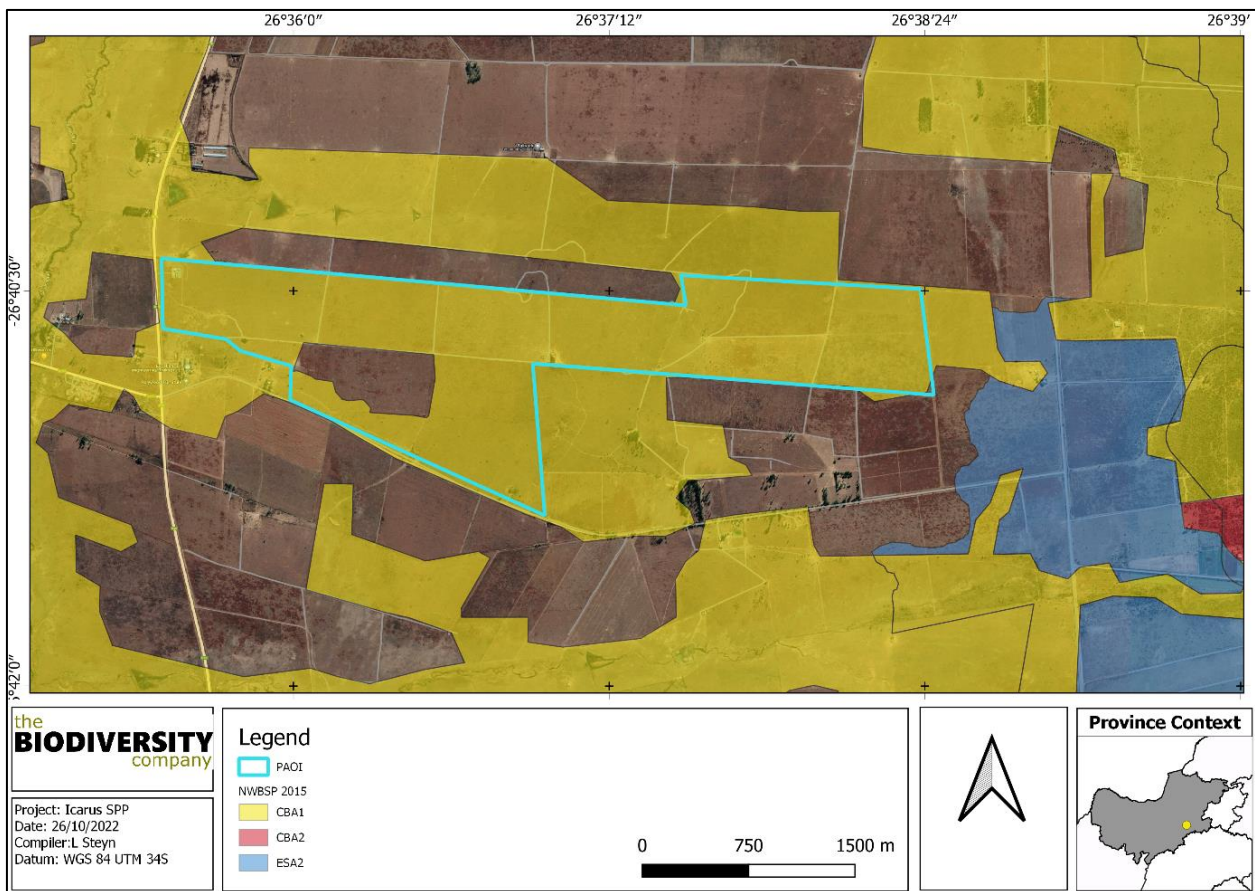 26°36′0″ 26°37′12″ 26°38′24″ 26°39′
-26°40′30″
5°42′0″
the
BIODIVERSITY
company
Project: Icarus SPP
Date: 26/10/2022
Compiler:L Steyn
Datum: WGS 84 UTM 34S
Legend
PAOI
NWBSP 2015
CBA1
CBA2
ESA2
0 750 1500 m
Province Context